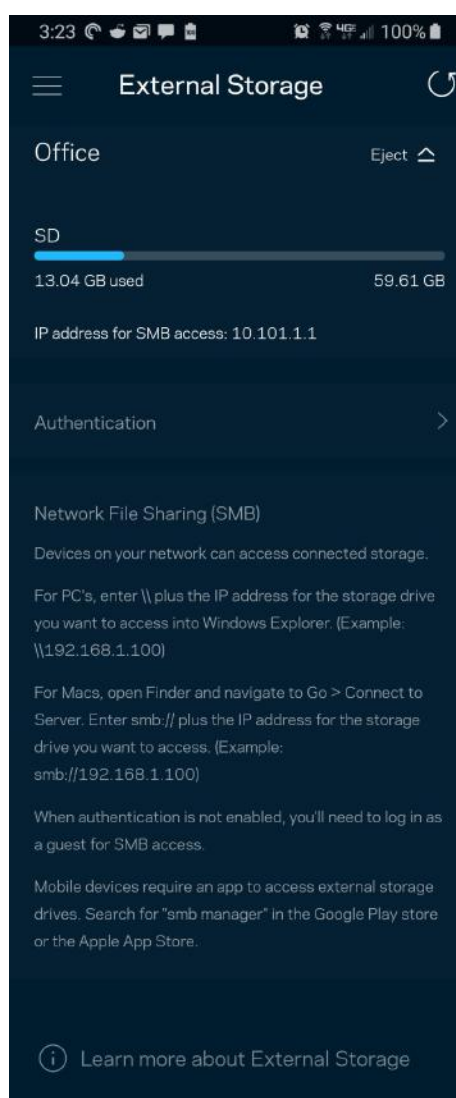 3:23 4GE 100%
External Storage
Office Eject
SD
13.04 GB used 59.61 GB
IP address for SMB access: 10.101.1.1
Authentication
Network File Sharing (SMB)
Devices on your network can access connected storage.
For PC's, enter \\ plus the IP address for the storage drive
you want to access into Windows Explorer. (Example:
\\192.168.1.100)
For Macs, open Finder and navigate to Go > Connect to
Server. Enter smb:// plus the IP address for the storage
drive you want to access. (Example:
smb://192.168.1.100)
When authentication is not enabled, you'll need to log in as
a guest for SMB access.
Mobile devices require an app to access external storage
drives. Search for "smb manager" in the Google Play store
or the Apple App Store.
Learn more about External Storage